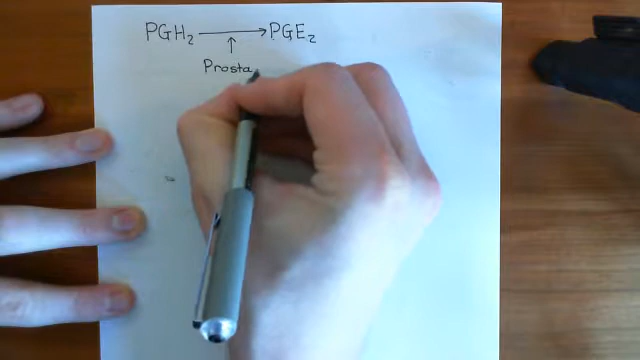 PGH₂ → PGE₂
↑
Prosta